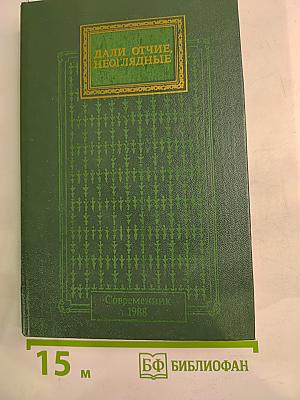 ДАЛИ ОТЧИЕ,
НЕОГЛЯДНЫЕ
Современник
1988
15 м
БФ БИБЛИОФАН